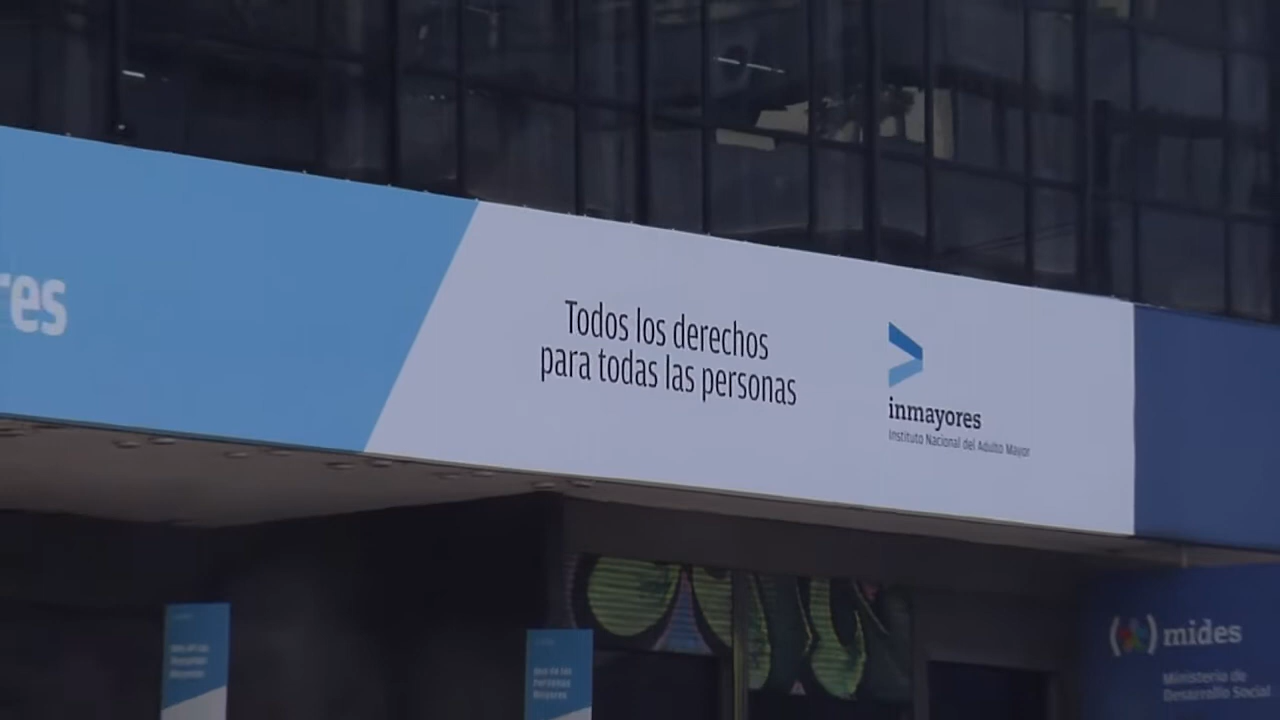 res
Todos los derechos
para todas las personas
inmayores
Instituto Nacional del Adulto Mayor
mides
Ministerio de
Desarrollo Social